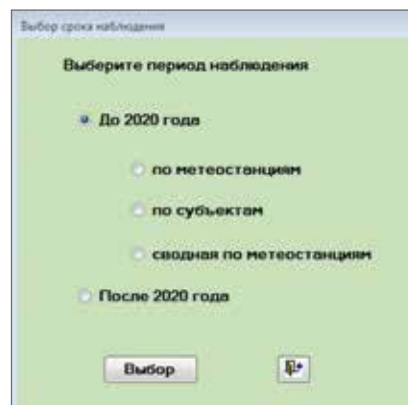 Выбор срока наблюдения
Выберите период наблюдения
До 2020 года
по метеостанциям
по субъектам
сводная по метеостанциям
После 2020 года
Выбор